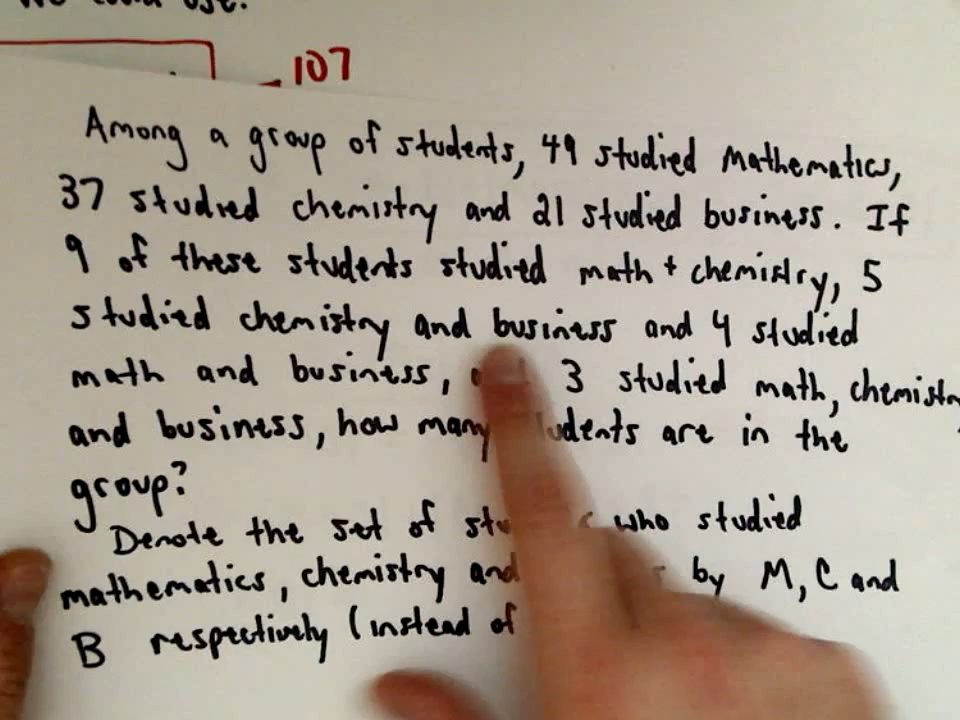 use.
107
Among a group of students, 49 studied Mathematics,
37 studied chemistry and 21 studied business. If
9 of these students studied math + chemistry, 5
studied chemistry and business and 4 studied
math and business, 3 studied math, chemistry
and business, how many students are in the
group?
Denote the set of who studied
mathematics, chemistry and by M, C and
B respectively (instead of